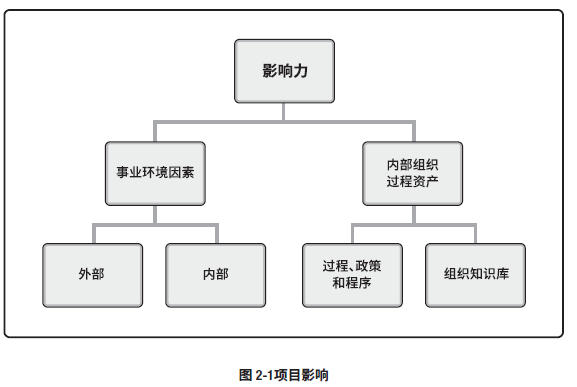 影响力
事业环境因素
内部组织
过程资产
外部
内部
过程、政策
和程序
组织知识库
图 2-1项目影响